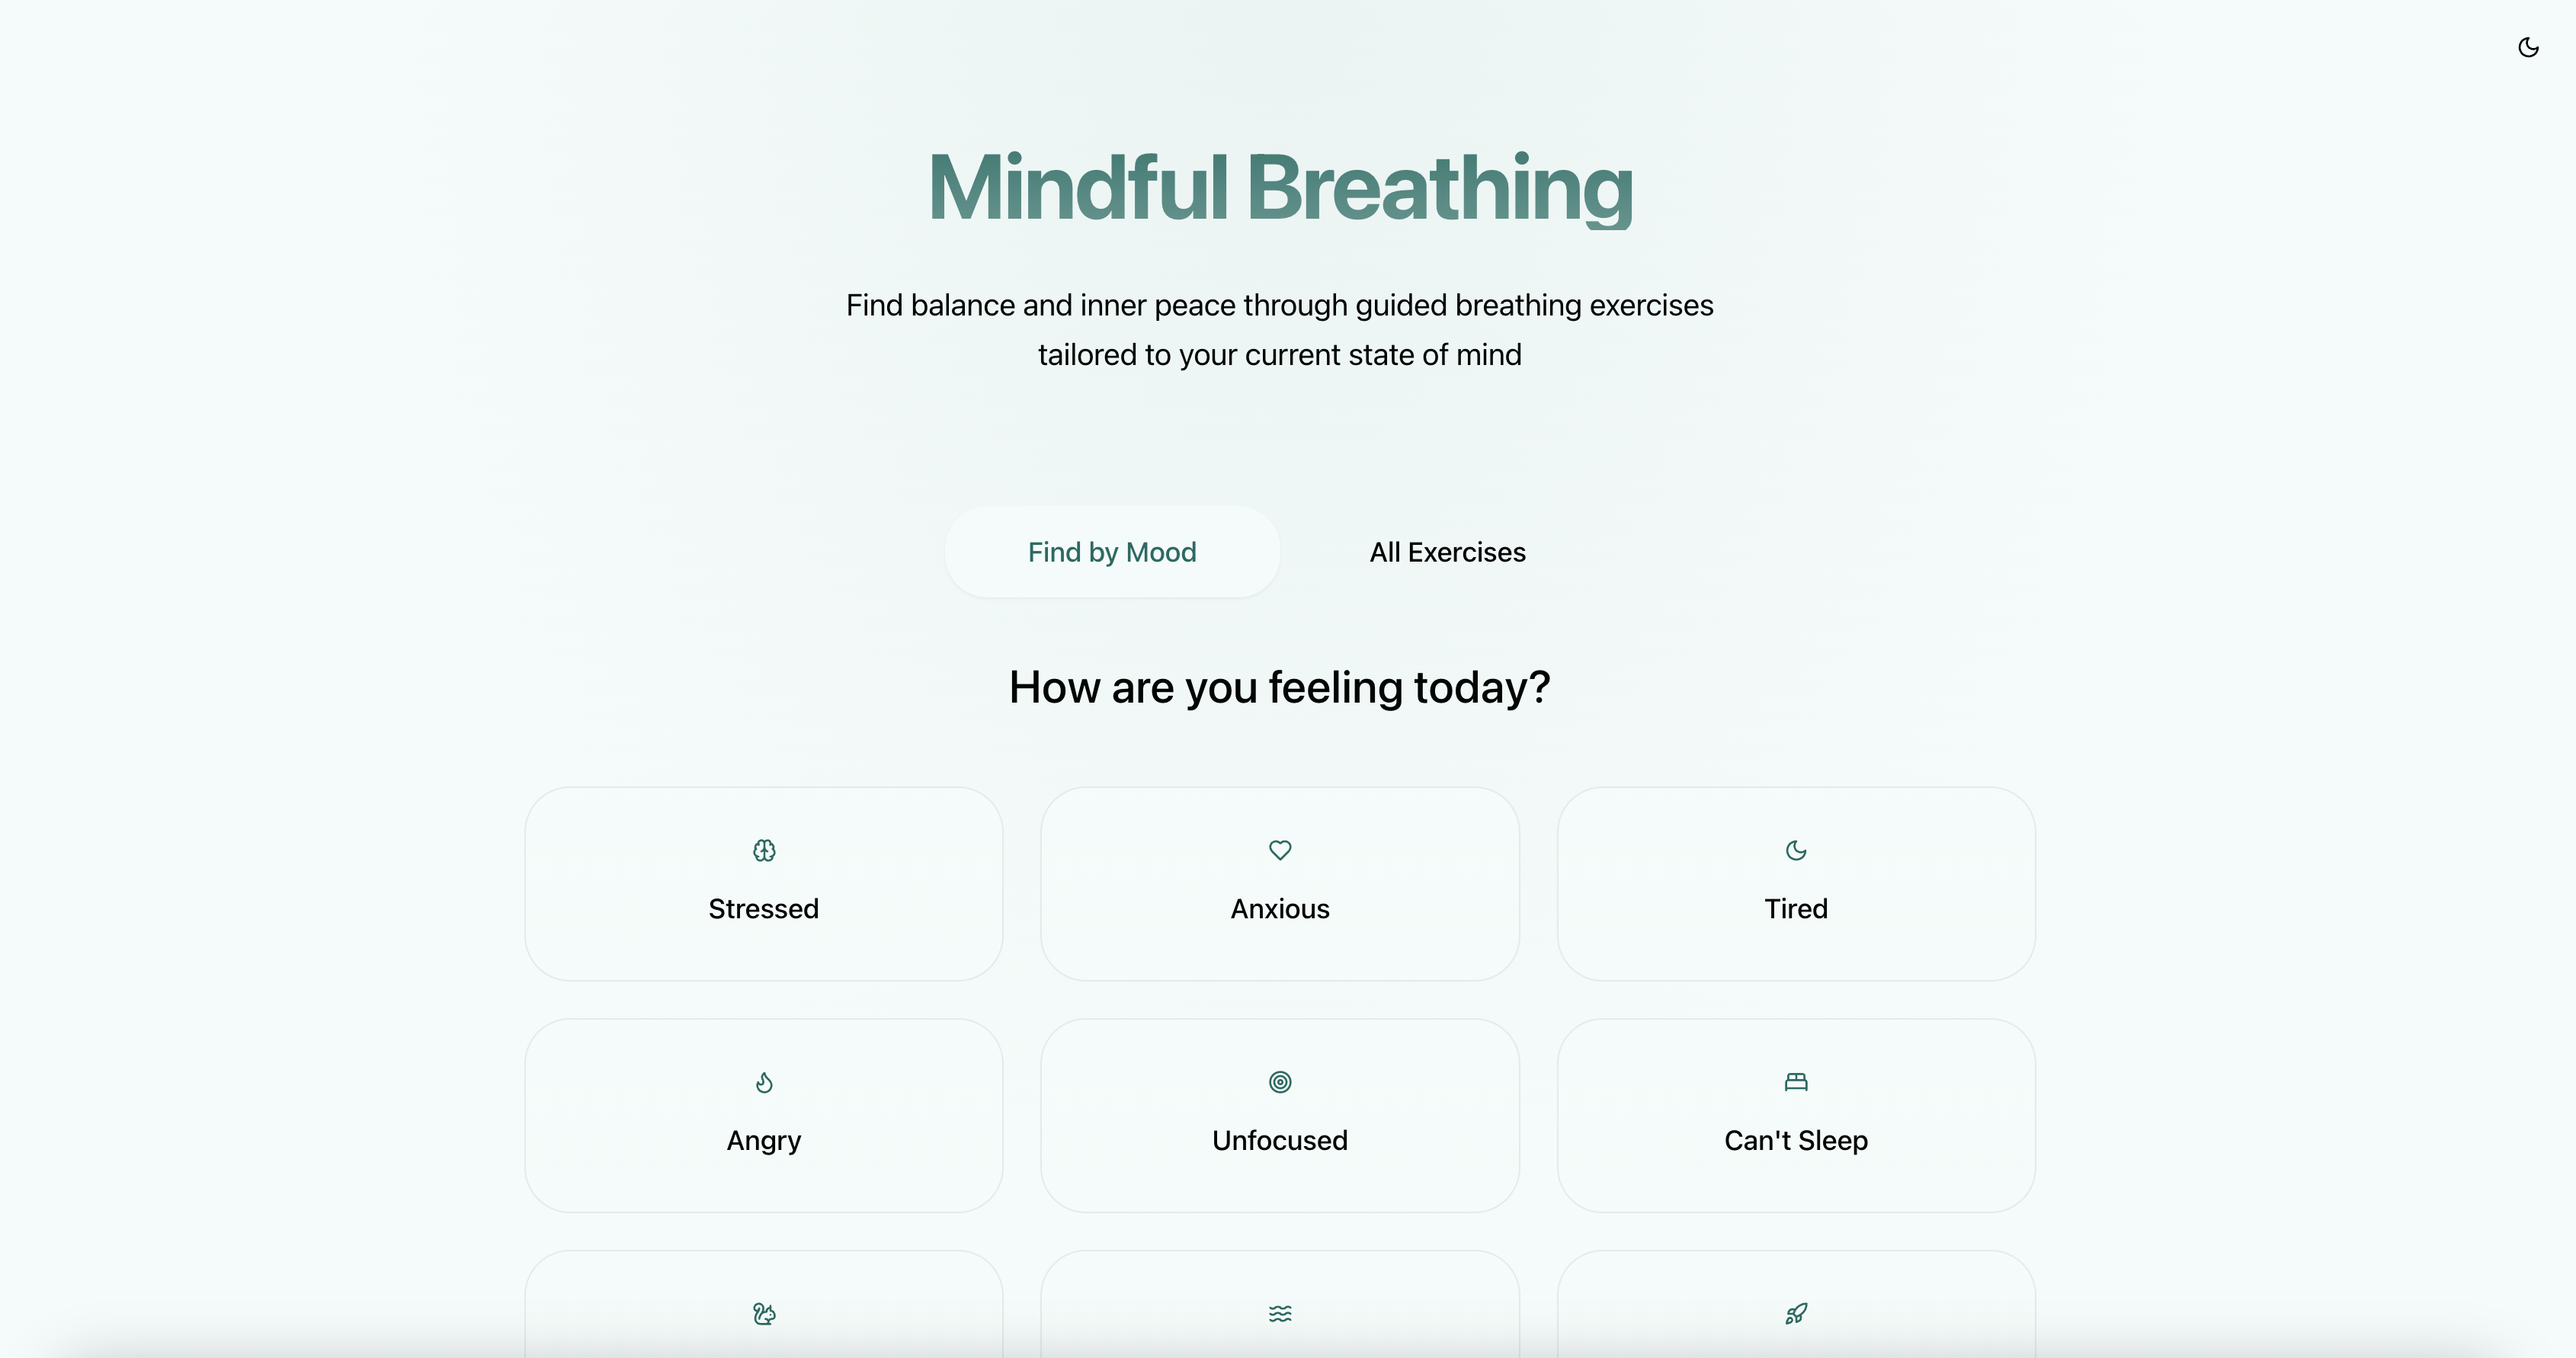 Mindful Breathing
Find balance and inner peace through guided breathing exercises
tailored to your current state of mind
Find by Mood
All Exercises
How are you feeling today?
Stressed
Anxious
Tired
Angry
Unfocused
Can't Sleep